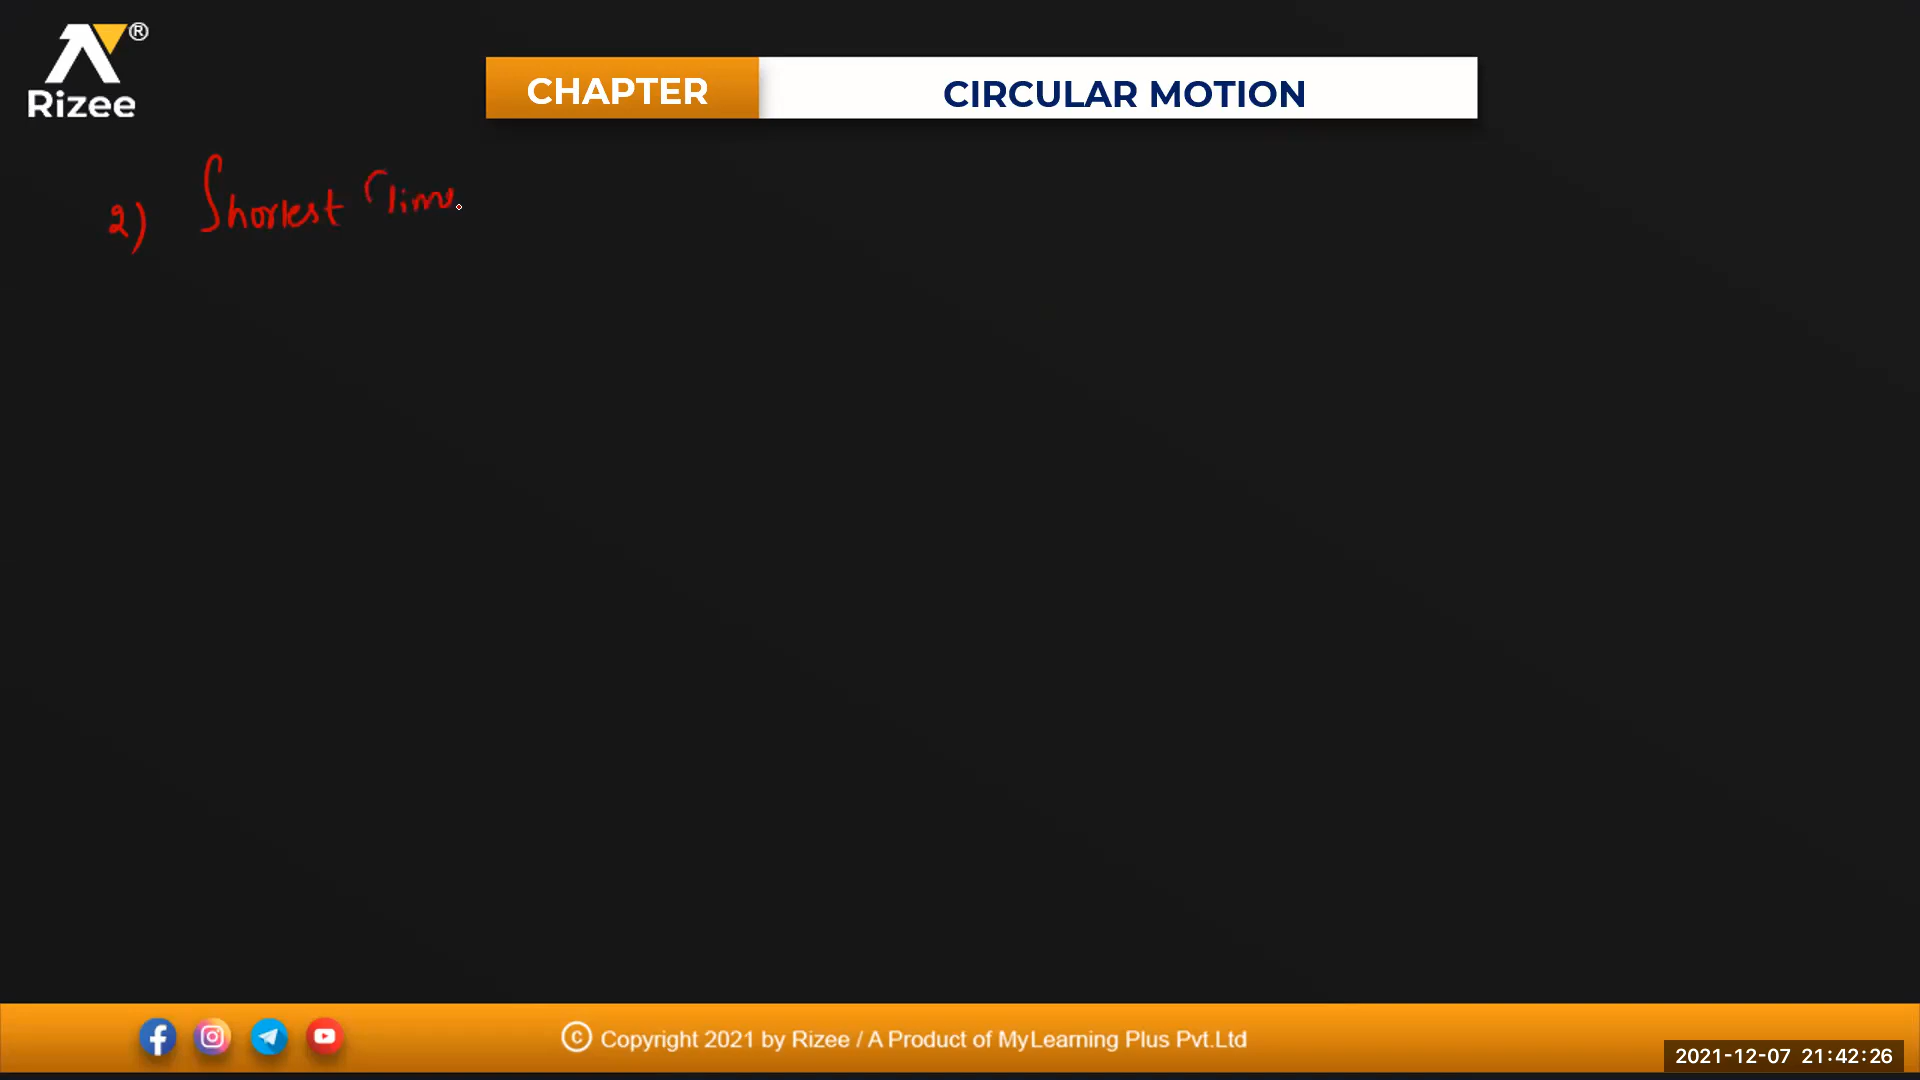 ®
Rizee
CHAPTER CIRCULAR MOTION
2) Shortest Time
© Copyright 2021 by Rizee / A Product of MyLearning Plus Pvt.Ltd
2021-12-07 21:42:26